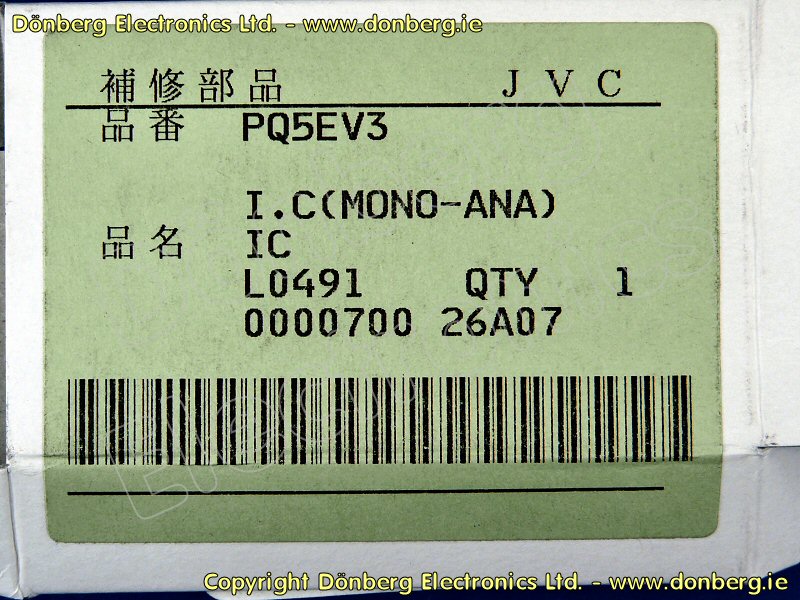 Dönberg Electronics Ltd. - www.donberg.ie
補修部品 JVC
品番 PQ5EV3
I.C(MONO-ANA)
品名 IC
L0491 QTY 1
0000700 26A07
Copyright Dönberg Electronics Ltd. - www.donberg.ie